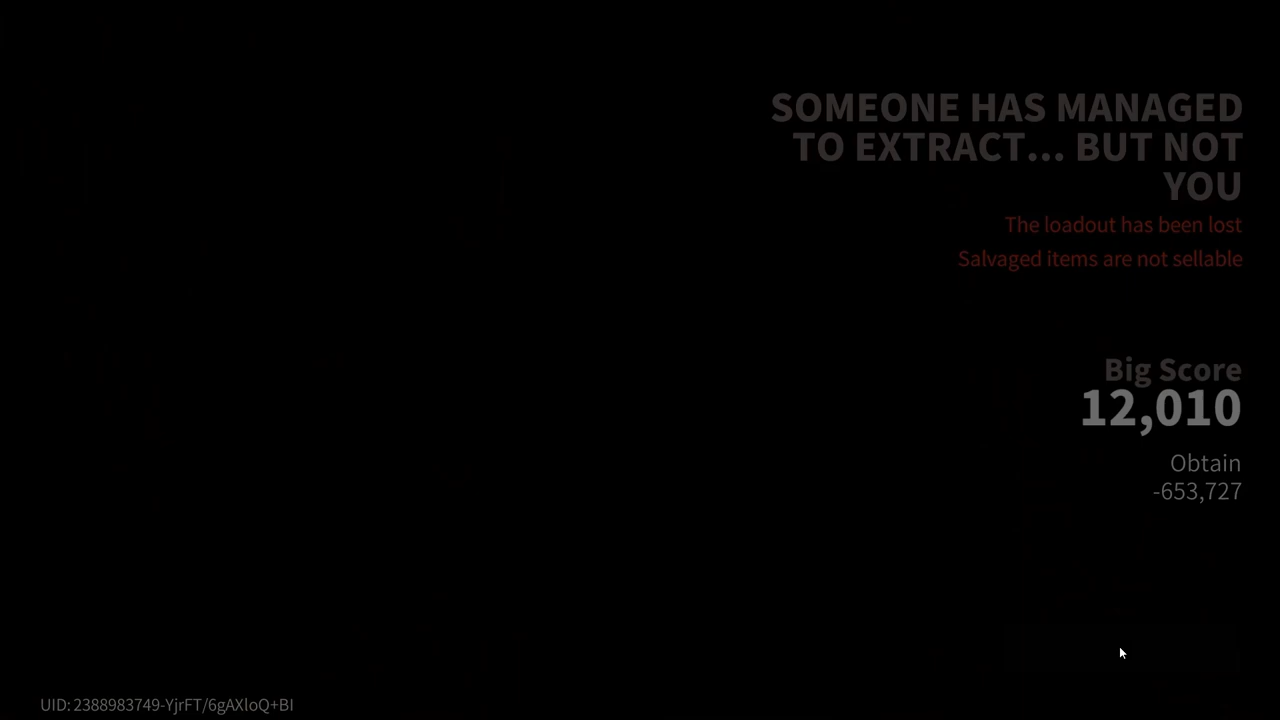 SOMEONE HAS MANAGED
TO EXTRACT... BUT NOT
YOU
The loadout has been lost
Salvaged items are not sellable
Big Score
12,010
Obtain
-653,727
UID: 2388983749-YjrFT/6gAXloQ+BI